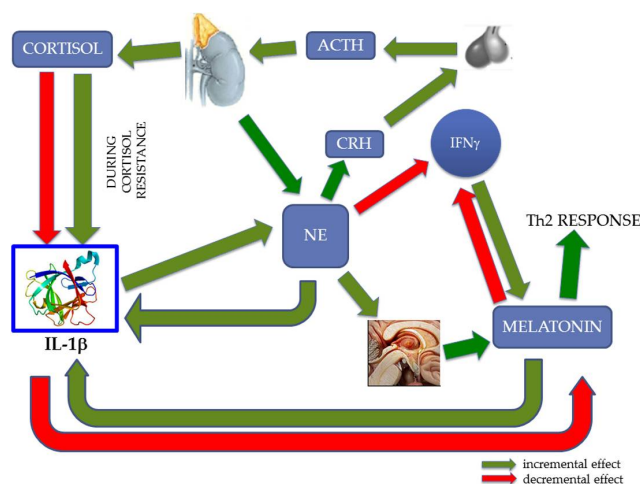 CORTISOL
ACTH
DURING
CORTISOL
RESISTANCE
CRH
IFNγ
NE
Th2 RESPONSE
IL-1β
MELATONIN
incremental effect
decremental effect